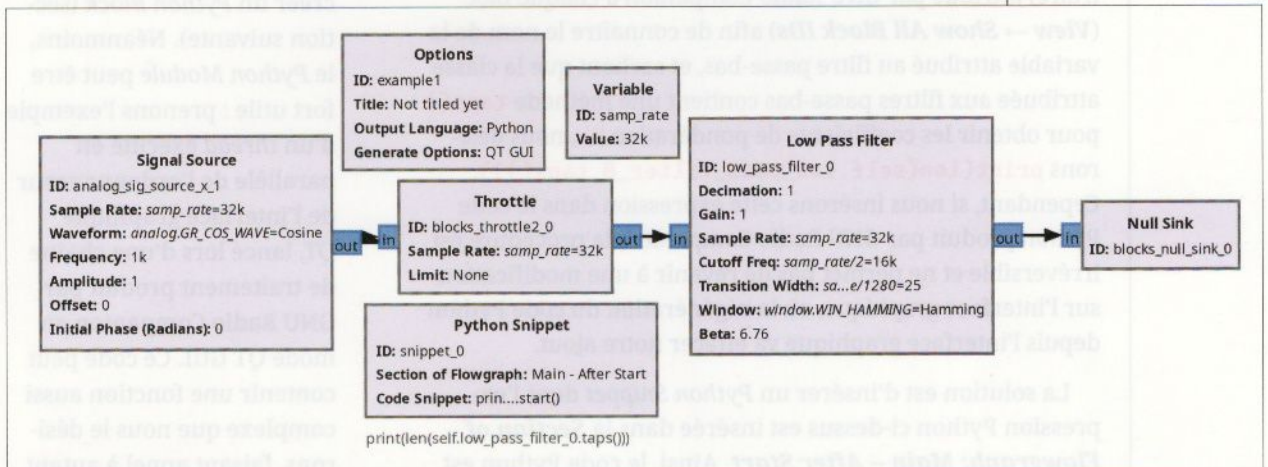 Options
ID: example1
Title: Not titled yet
Output Language: Python
Generate Options: QT GUI
Variable
ID: samp_rate
Value: 32K
Signal Source
ID: analog_sig_source_x_1
Sample Rate: samp_rate=32k
Waveform: analog.GR_COS_WAVE=Cosine
Frequency: 1k
Amplitude: 1
Offset: 0
Initial Phase (Radians): 0
out
Throttle
in
ID: blocks_throttle2_0
Sample Rate: samp_rate=32k
Limit: None
out
Low Pass Filter
in
ID: low_pass_filter_0
Decimation: 1
Gain: 1
Sample Rate: samp_rate=32k
Cutoff Freq: samp_rate/2=16k
Transition Width: sa...e/1280=25
Window: window.WIN_HAMMING=Hamming
Beta: 6.76
out
Null Sink
in
ID: blocks_null_sink_0
Python Snippet
ID: snippet_0
Section of Flowgraph: Main - After Start
Code Snippet: prin....start()
print(len(self.low_pass_filter_0.taps()))